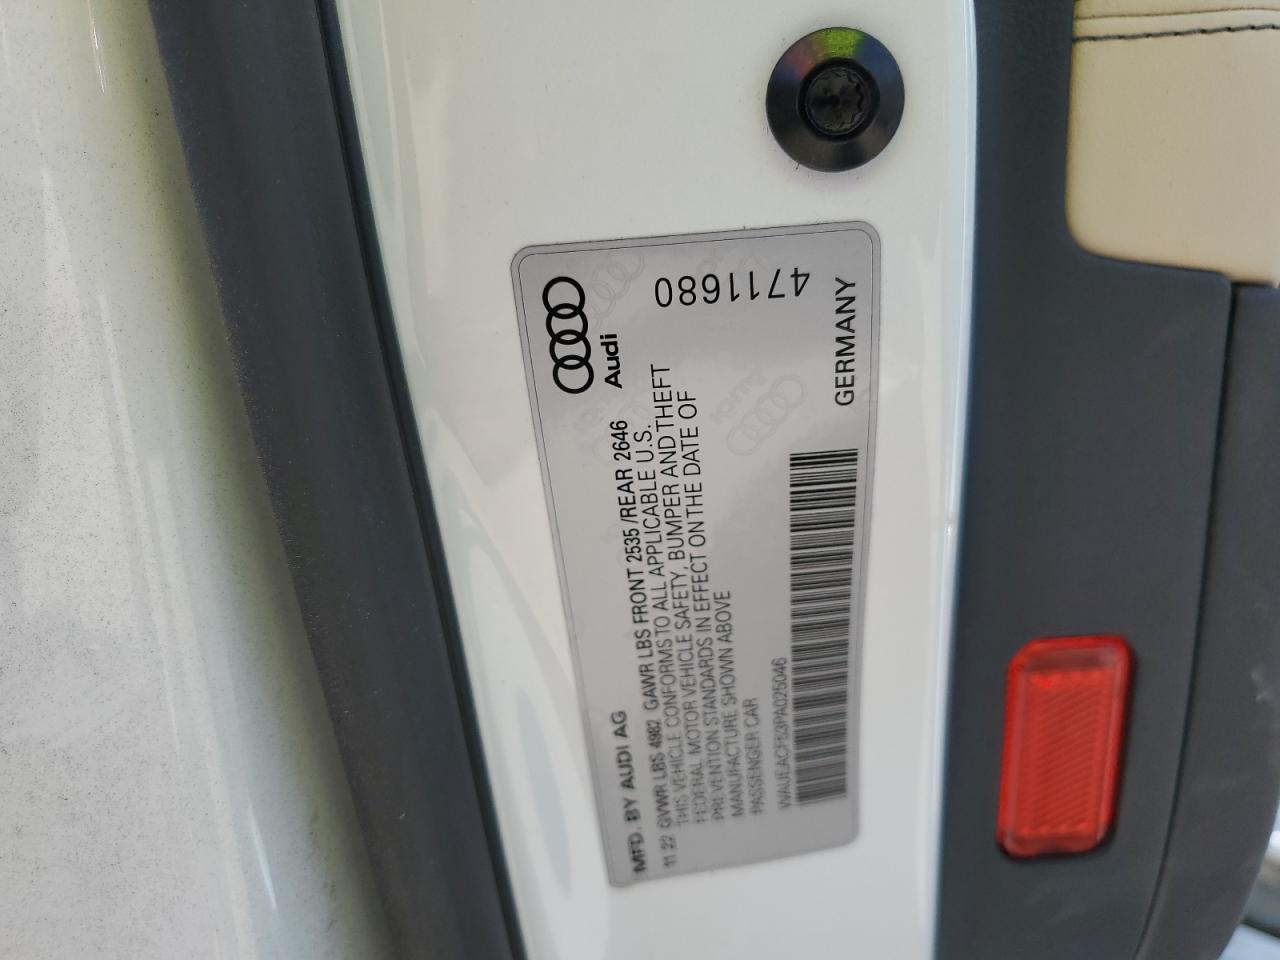 Audi
4711680
MFD. BY AUDI AG
11 22 GVWR LBS 4982 GAWR LBS FRONT 2535/REAR 2646
THIS VEHICLE CONFORMS TO ALL APPLICABLE U.S.
FEDERAL MOTOR VEHICLE SAFETY, BUMPER AND THEFT
PREVENTION STANDARDS IN EFFECT ON THE DATE OF
MANUFACTURE SHOWN ABOVE
PASSENGER CAR
WAUEACF53PA025046
GERMANY
Audi